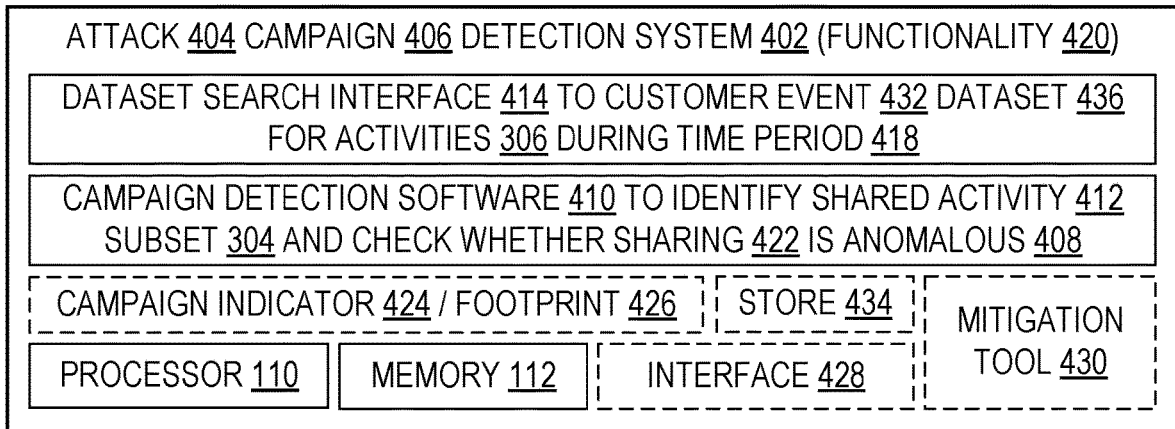 ATTACK 404 CAMPAIGN 406 DETECTION SYSTEM 402 (FUNCTIONALITY 420)
DATASET SEARCH INTERFACE 414 TO CUSTOMER EVENT 432 DATASET 436
FOR ACTIVITIES 306 DURING TIME PERIOD 418
CAMPAIGN DETECTION SOFTWARE 410 TO IDENTIFY SHARED ACTIVITY 412
SUBSET 304 AND CHECK WHETHER SHARING 422 IS ANOMALOUS 408
CAMPAIGN INDICATOR 424 / FOOTPRINT 426
STORE 434
MITIGATION
TOOL 430
PROCESSOR 110
MEMORY 112
INTERFACE 428